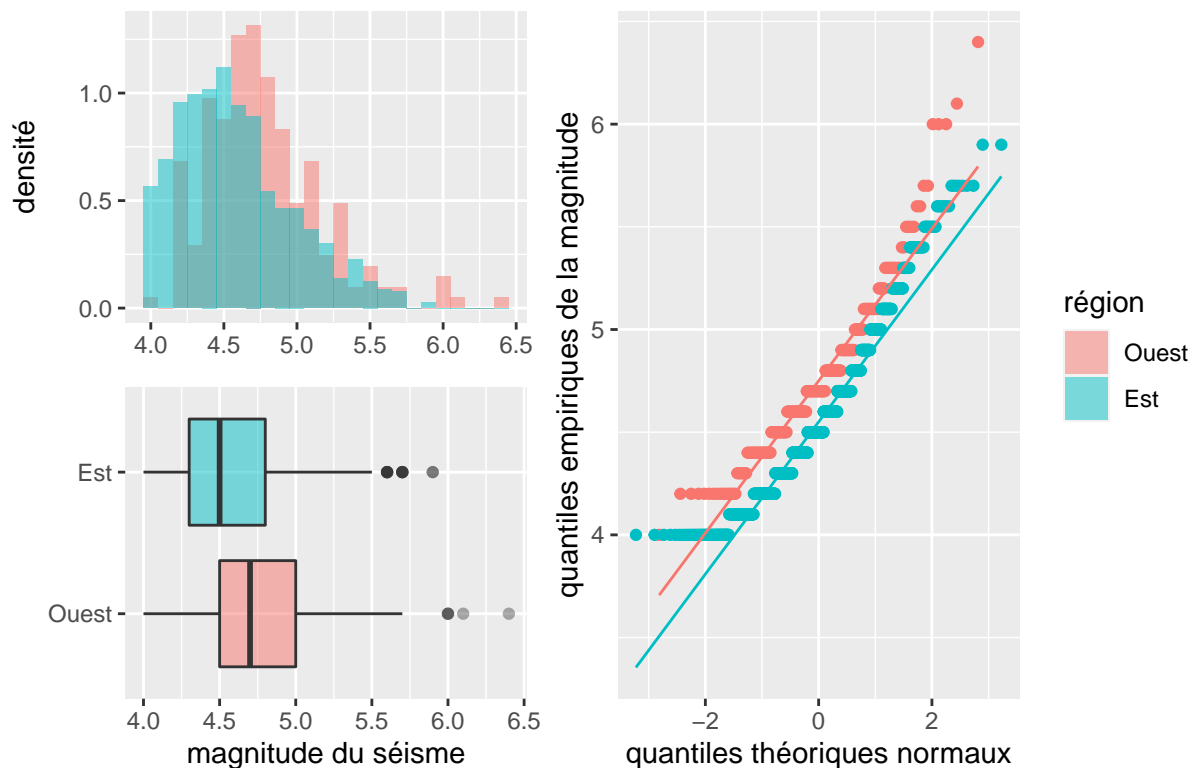 densité
1.0
0.5
0.0
4.0 4.5 5.0 5.5 6.0 6.5
Est
Ouest
4.0 4.5 5.0 5.5 6.0 6.5
magnitude du séisme
quantiles empiriques de la magnitude
6
5
4
−2 0 2
quantiles théoriques normaux
région
Ouest
Est